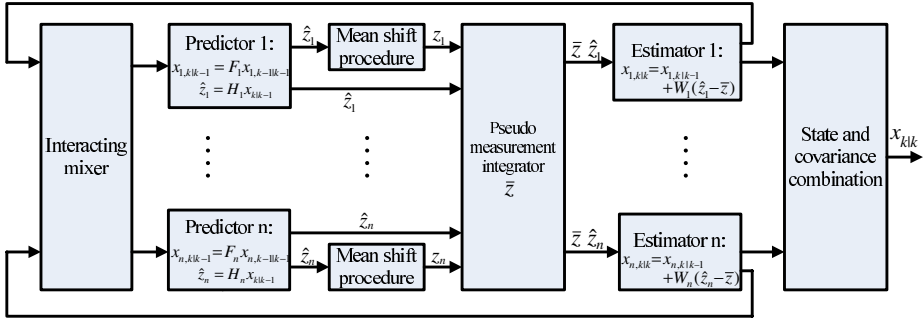 Interacting
mixer
Predictor 1:
x_{1,k|k-1} = F_1 x_{1,k-1|k-1}
ẑ_1 = H_1 x_{k|k-1}
ẑ_1
Mean shift
procedure
z_1
ẑ_1
Predictor n:
x_{n,k|k-1} = F_n x_{n,k-1|k-1}
ẑ_n = H_n x_{k|k-1}
ẑ_n
ẑ_n
Mean shift
procedure
z_n
Pseudo
measurement
integrator
z̄
z̄ ẑ_1
Estimator 1:
x_{1,k|k} = x_{1,k|k-1}
+W_1(ẑ_1-z̄)
z̄ ẑ_n
Estimator n:
x_{n,k|k} = x_{n,k|k-1}
+W_n(ẑ_n-z̄)
State and
covariance
combination
x_{k|k}